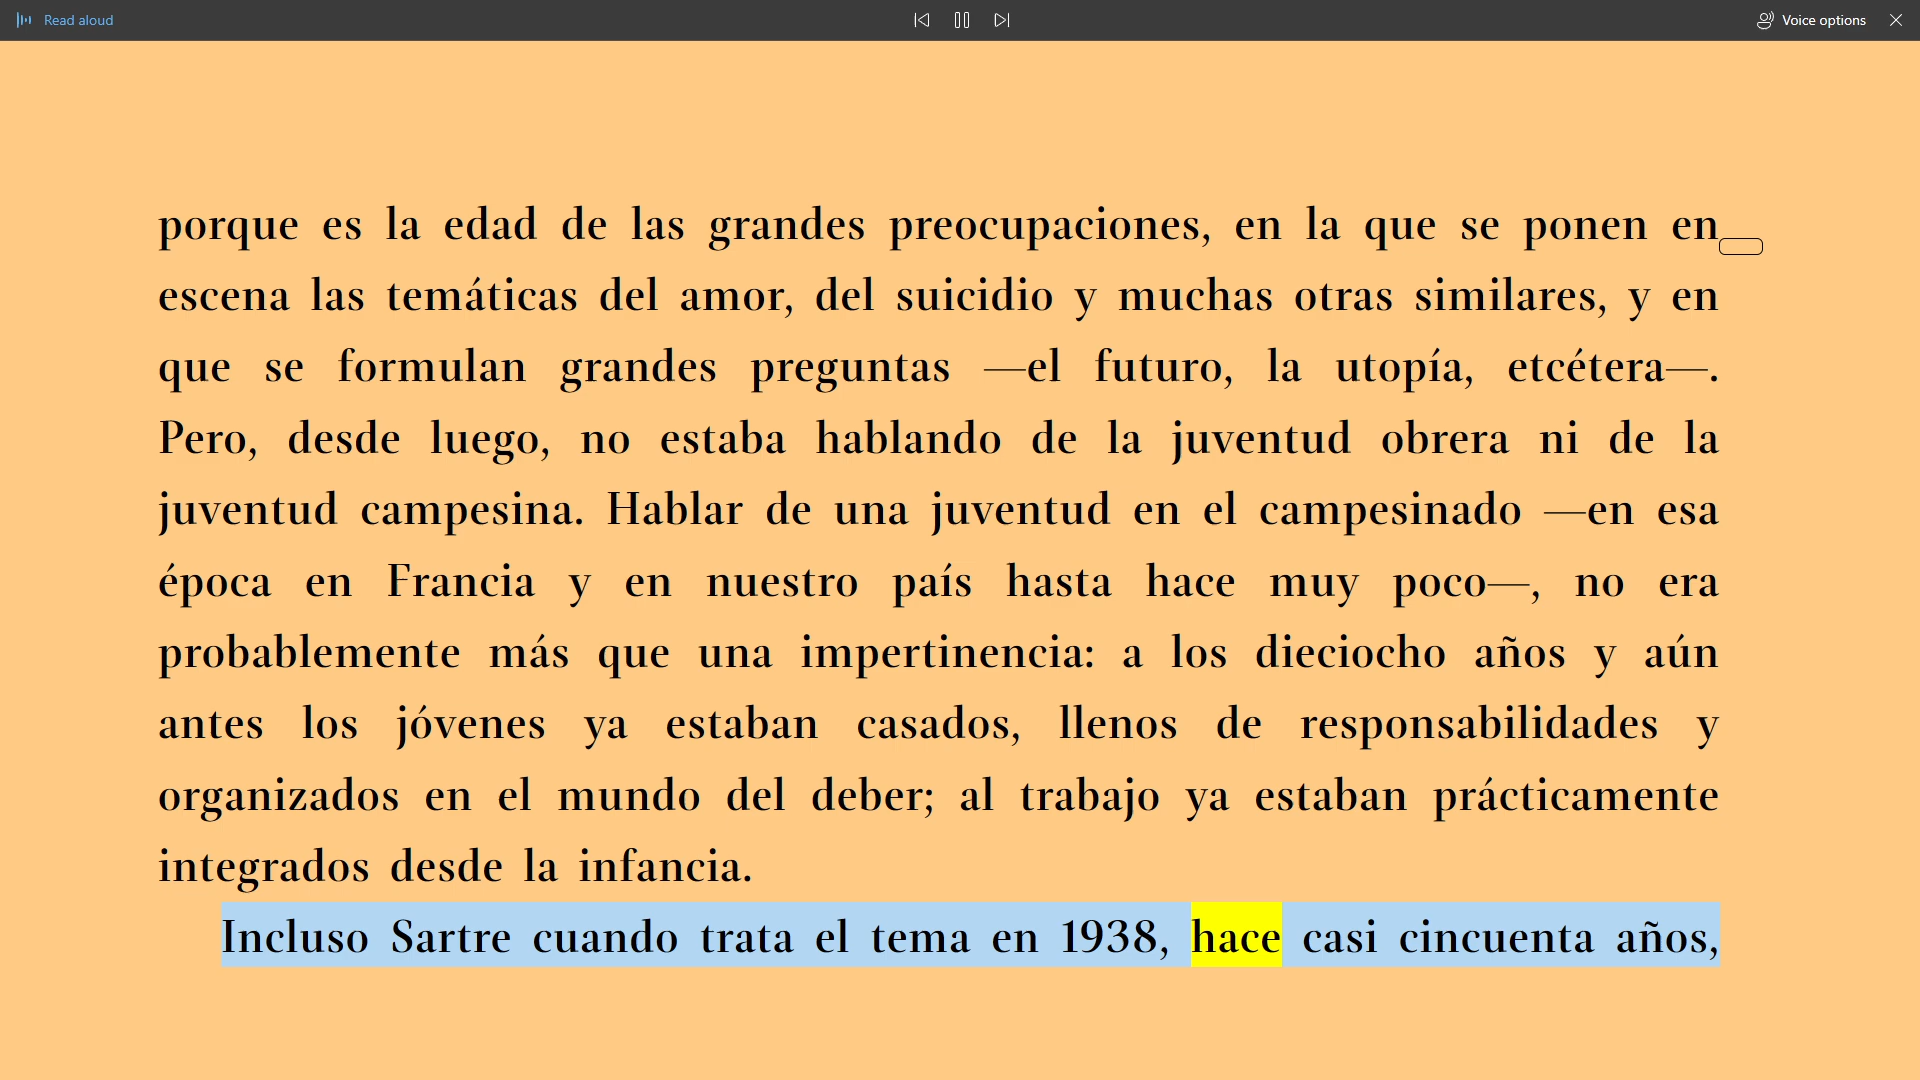 Read aloud
Voice options
porque es la edad de las grandes preocupaciones, en la que se ponen en
escena las temáticas del amor, del suicidio y muchas otras similares, y en
que se formulan grandes preguntas —el futuro, la utopía, etcétera—.
Pero, desde luego, no estaba hablando de la juventud obrera ni de la
juventud campesina. Hablar de una juventud en el campesinado —en esa
época en Francia y en nuestro país hasta hace muy poco—, no era
probablemente más que una impertinencia: a los dieciocho años y aún
antes los jóvenes ya estaban casados, llenos de responsabilidades y
organizados en el mundo del deber; al trabajo ya estaban prácticamente
integrados desde la infancia.
Incluso Sartre cuando trata el tema en 1938, hace casi cincuenta años,